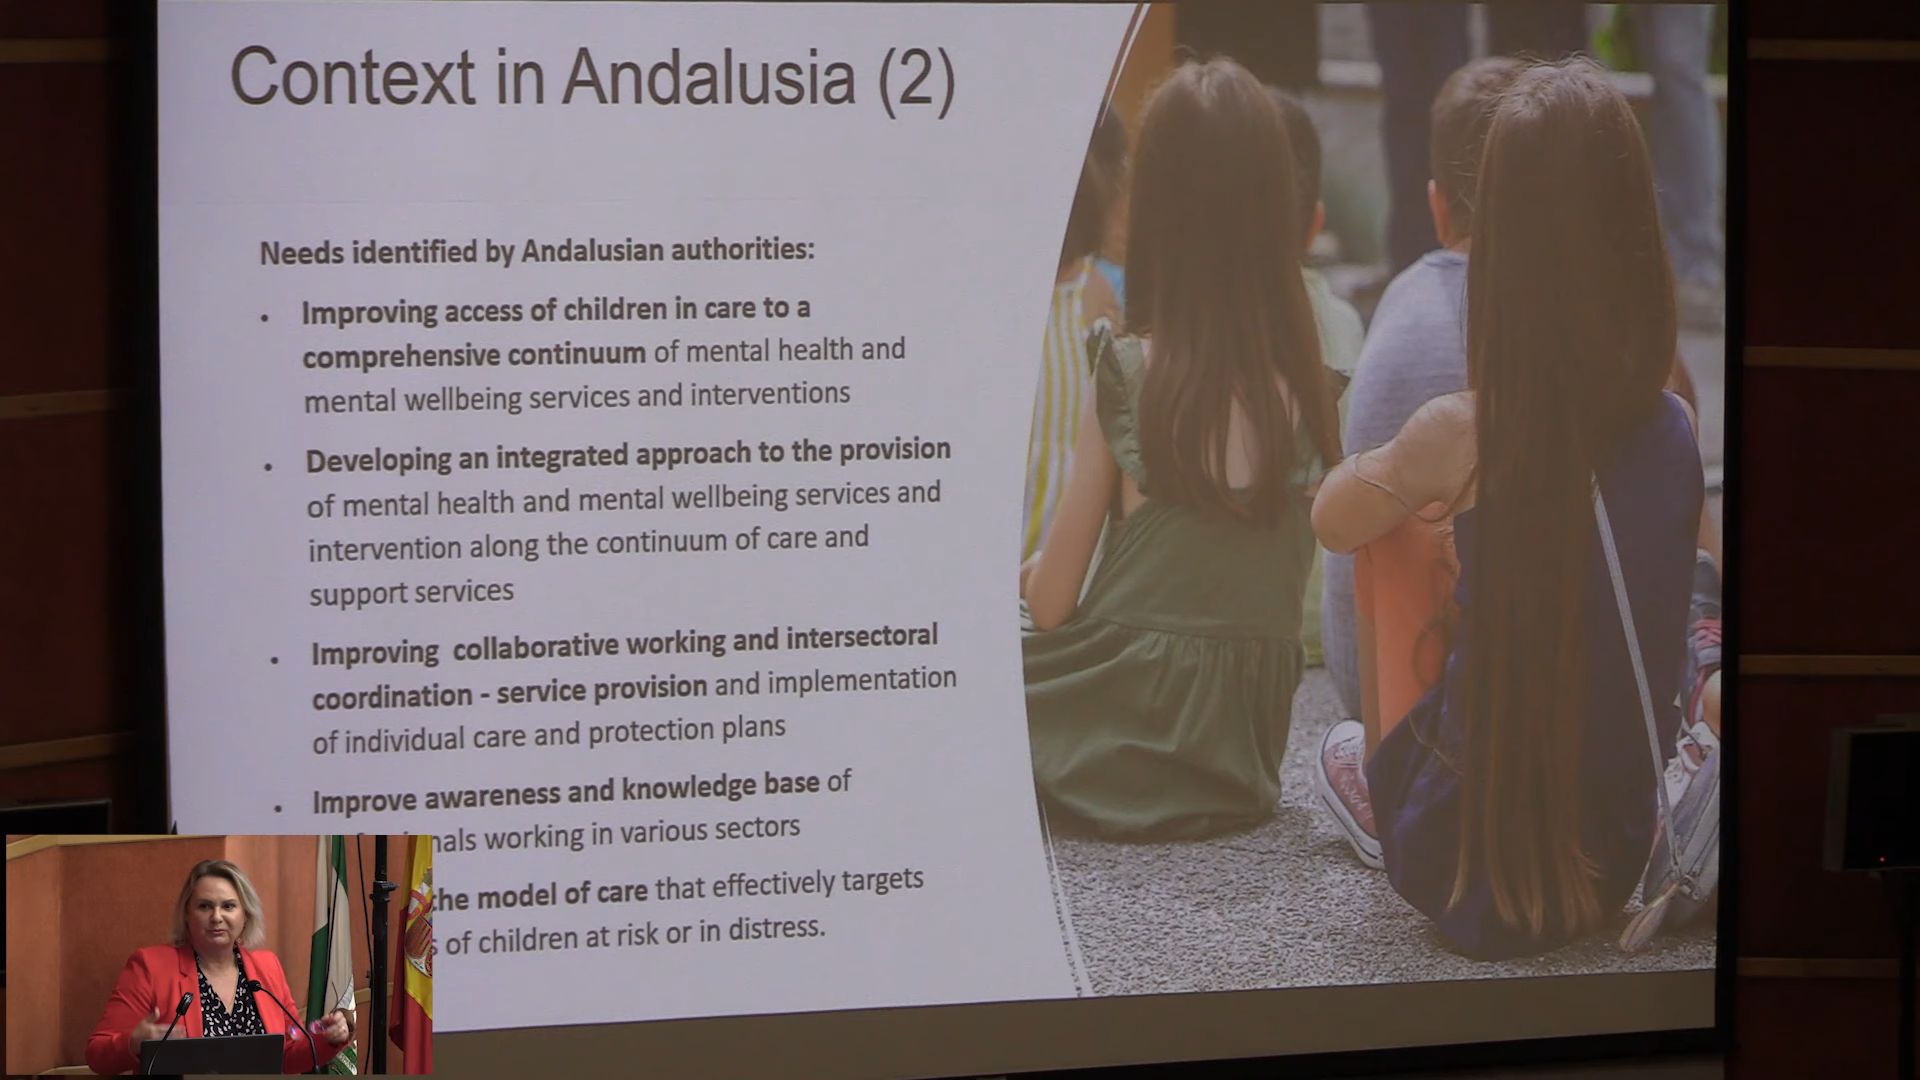 Context in Andalusia (2)
Needs identified by Andalusian authorities:
• Improving access of children in care to a
comprehensive continuum of mental health and
mental wellbeing services and interventions
• Developing an integrated approach to the provision
of mental health and mental wellbeing services and
intervention along the continuum of care and
support services
• Improving collaborative working and intersectoral
coordination - service provision and implementation
of individual care and protection plans
• Improve awareness and knowledge base of
working in various sectors
the model of care that effectively targets
of children at risk or in distress.